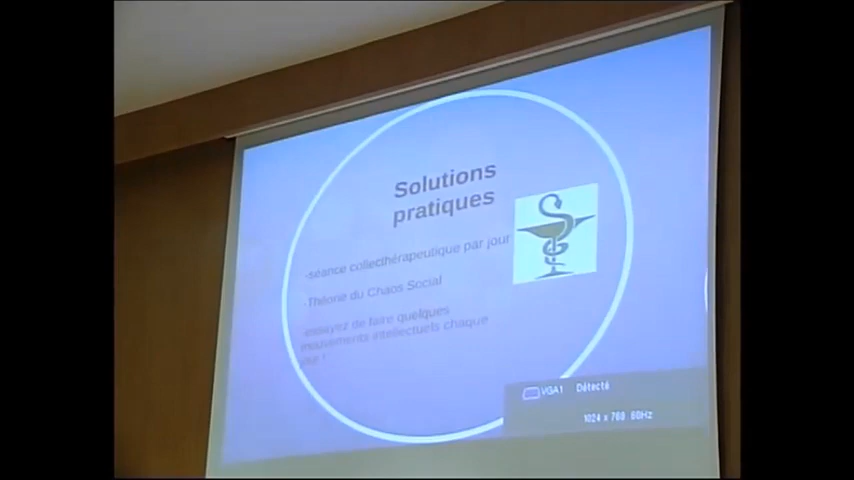 Solutions
pratiques
-séance collecthérapeutique par jour
-Théorie du Chaos Social
-essayez de faire quelques
mouvements intellectuels chaque
VGA1 Détecté
1024 x 768 60Hz